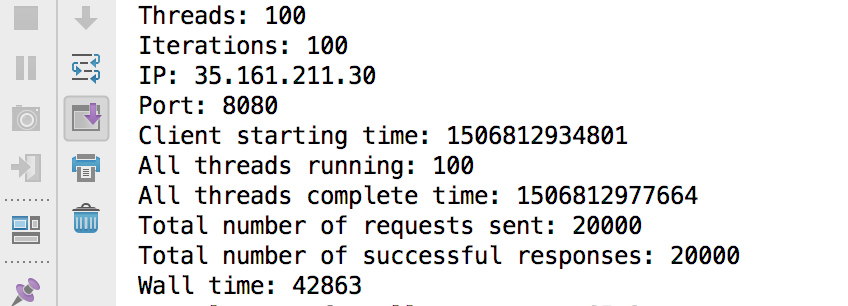 Threads: 100
Iterations: 100
IP: 35.161.211.30
Port: 8080
Client starting time: 1506812934801
All threads running: 100
All threads complete time: 1506812977664
Total number of requests sent: 20000
Total number of successful responses: 20000
Wall time: 42863